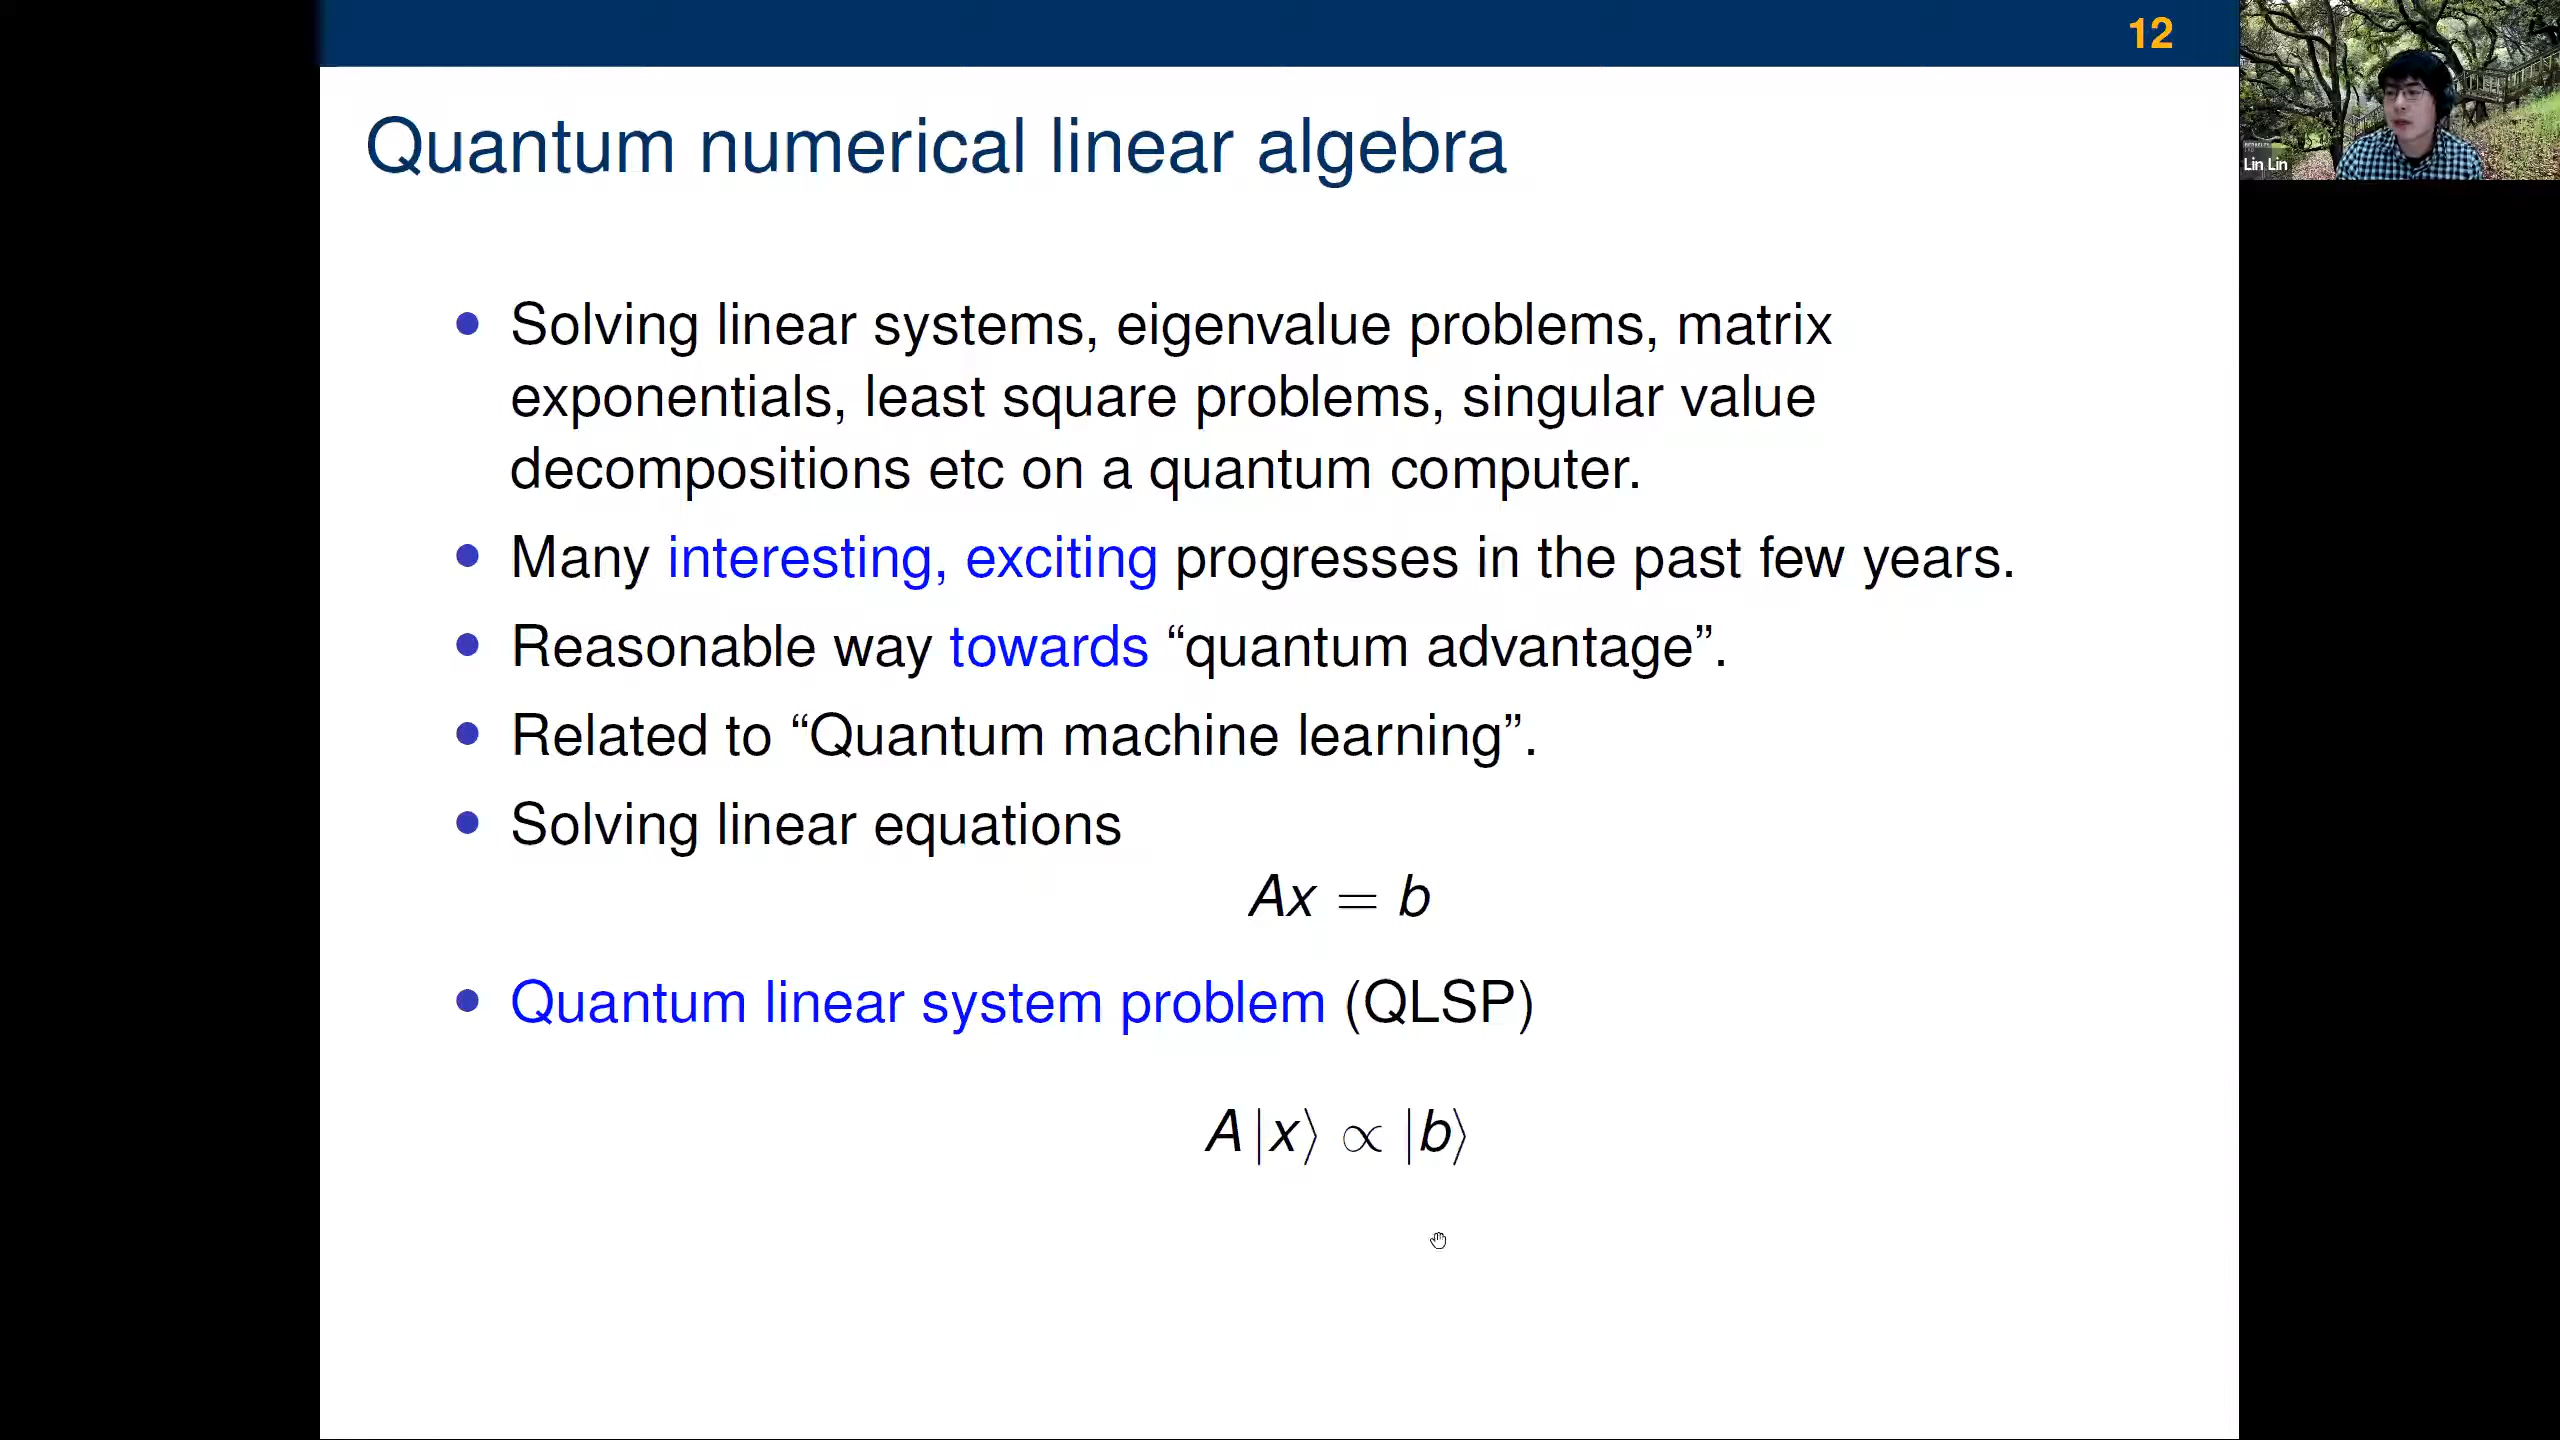 12
Quantum numerical linear algebra
• Solving linear systems, eigenvalue problems, matrix
exponentials, least square problems, singular value
decompositions etc on a quantum computer.
• Many interesting, exciting progresses in the past few years.
• Reasonable way towards “quantum advantage”.
• Related to “Quantum machine learning”.
• Solving linear equations
Ax = b
• Quantum linear system problem (QLSP)
A|x⟩ ∝ |b⟩
Lin Lin